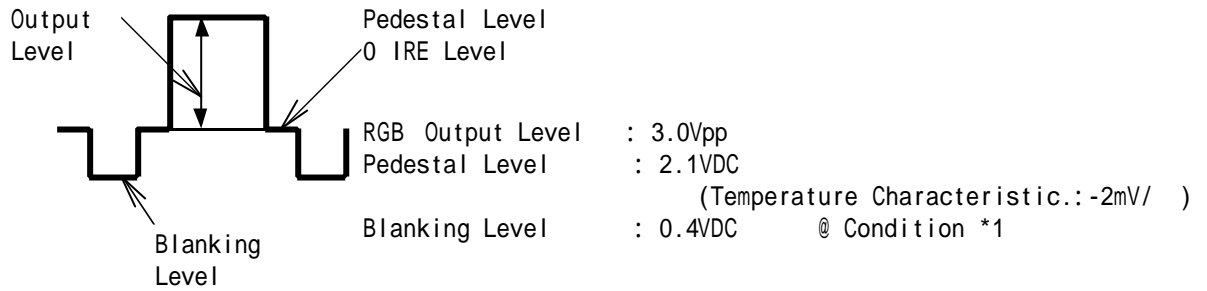 Output
Level
Pedestal Level
0 IRE Level
RGB Output Level : 3.0Vpp
Pedestal Level : 2.1VDC
(Temperature Characteristic.:-2mV/ )
Blanking Level : 0.4VDC @ Condition *1
Blanking
Level